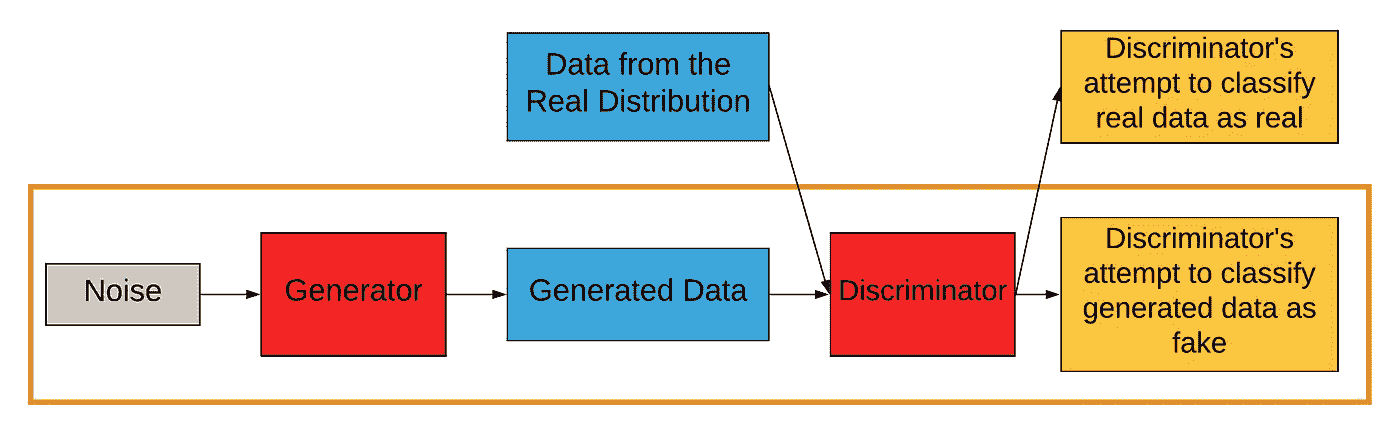 Data from the
Real Distribution
Discriminator's
attempt to classify
real data as real
Noise
Generator
Generated Data
Discriminator
Discriminator's
attempt to classify
generated data as
fake